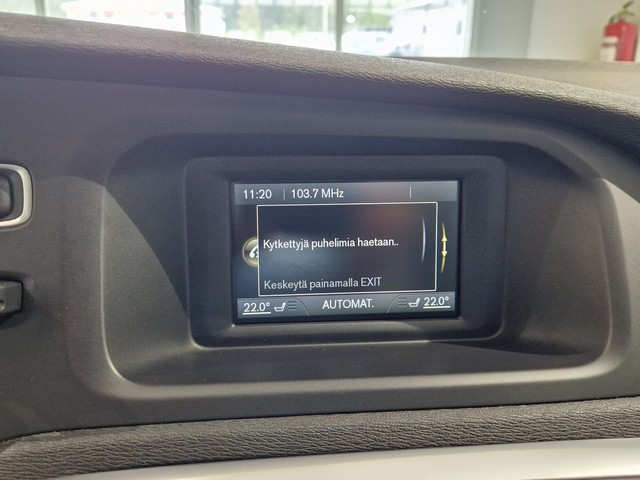 11:20 103.7 MHz
Kytkettyjä puhelimia haetaan..
Keskeytä painamalla EXIT
22.0° AUTOMAT. 22.0°